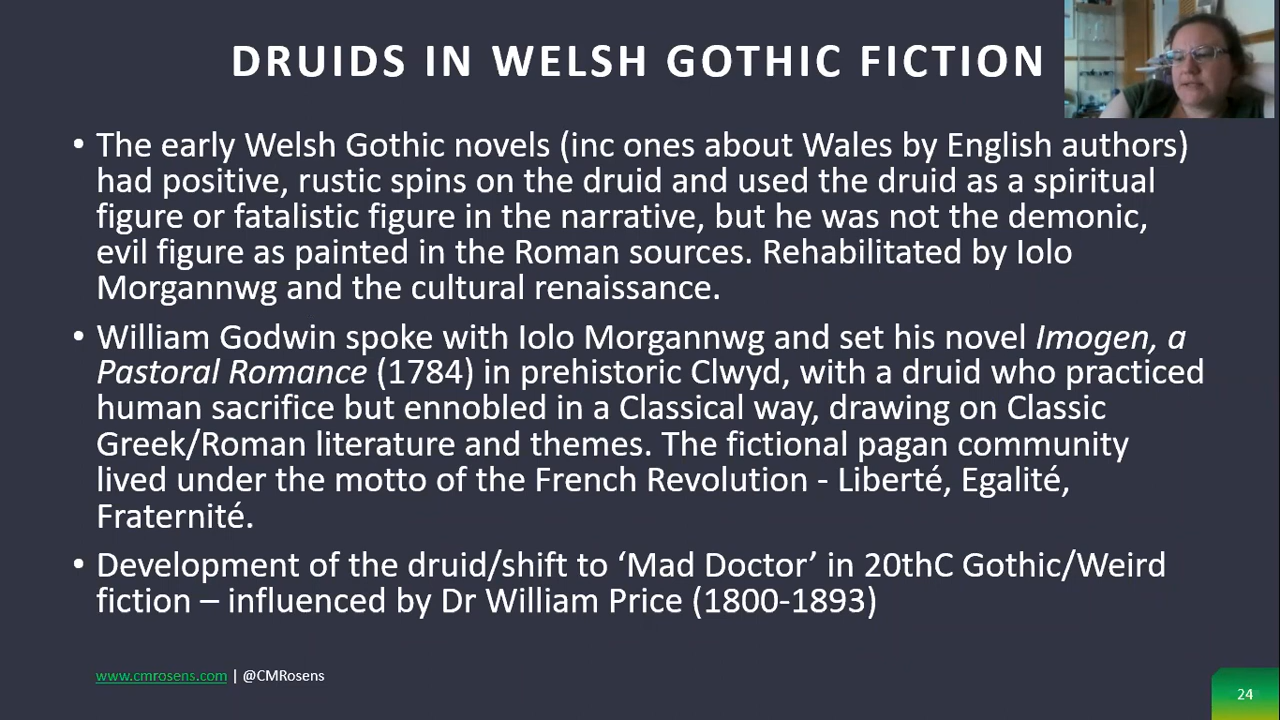 DRUIDS IN WELSH GOTHIC FICTION
• The early Welsh Gothic novels (inc ones about Wales by English authors)
had positive, rustic spins on the druid and used the druid as a spiritual
figure or fatalistic figure in the narrative, but he was not the demonic,
evil figure as painted in the Roman sources. Rehabilitated by Iolo
Morgannwg and the cultural renaissance.
• William Godwin spoke with Iolo Morgannwg and set his novel Imogen, a
Pastoral Romance (1784) in prehistoric Clwyd, with a druid who practiced
human sacrifice but ennobled in a Classical way, drawing on Classic
Greek/Roman literature and themes. The fictional pagan community
lived under the motto of the French Revolution - Liberté, Egalité,
Fraternité.
• Development of the druid/shift to ‘Mad Doctor’ in 20thC Gothic/Weird
fiction – influenced by Dr William Price (1800-1893)
www.cmrosens.com | @CMRosens
24